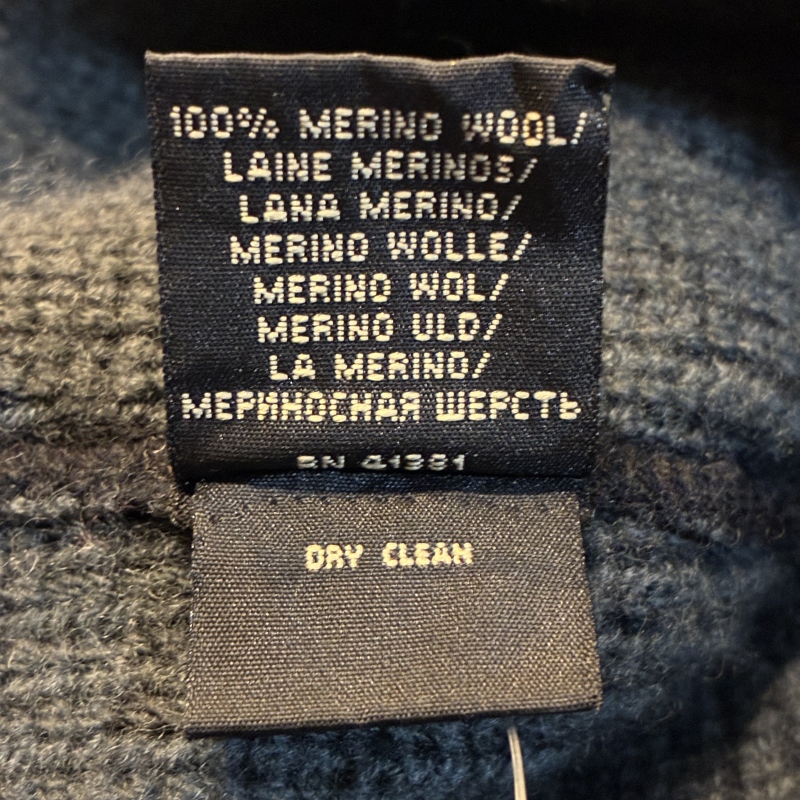 100% MERINO WOOL/
LAINE MERINOS/
LANA MERINO/
MERINO WOLLE/
MERINO WOL/
MERINO ULD/
LA MERINO/
МЕРИНОСНАЯ ШЕРСТЬ
RN 41381
DRY CLEAN